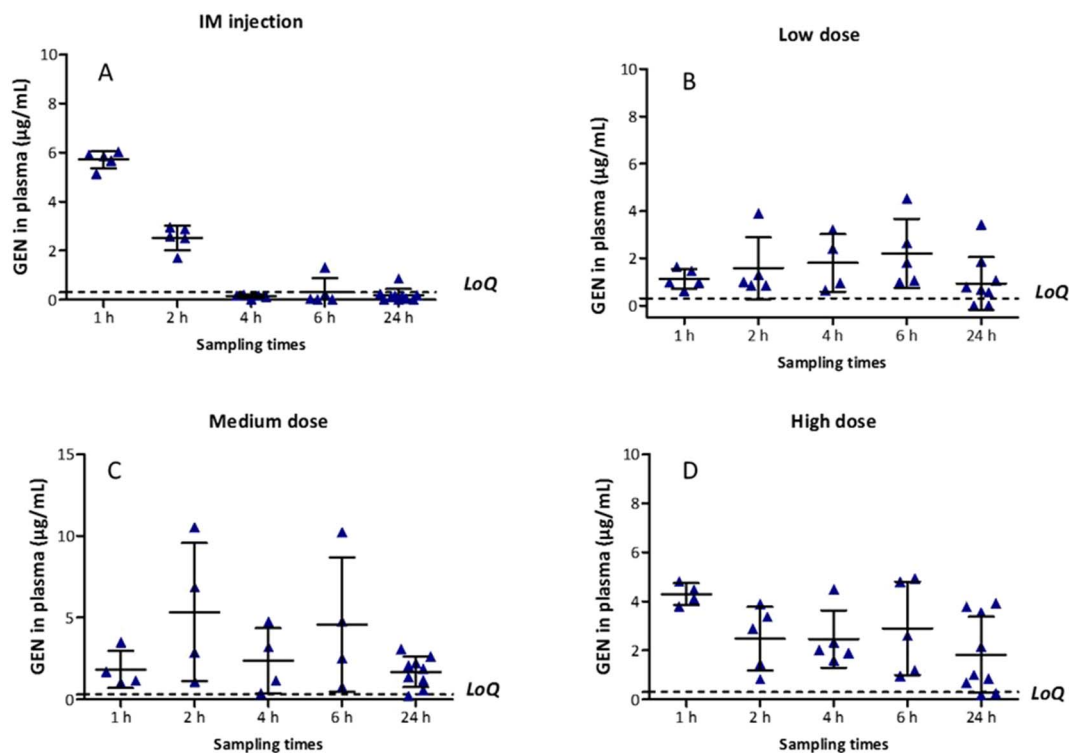 IM injection
A
GEN in plasma (µg/mL)
10
8
6
4
2
0
LoQ
1 h 2 h 4 h 6 h 24 h
Sampling times
Low dose
B
GEN in plasma (µg/mL)
10
8
6
4
2
0
LoQ
1 h 2 h 4 h 6 h 24 h
Sampling times
Medium dose
C
GEN in plasma (µg/mL)
15
10
5
0
LoQ
1 h 2 h 4 h 6 h 24 h
Sampling times
High dose
D
GEN in plasma (µg/mL)
10
8
6
4
2
0
LoQ
1 h 2 h 4 h 6 h 24 h
Sampling times